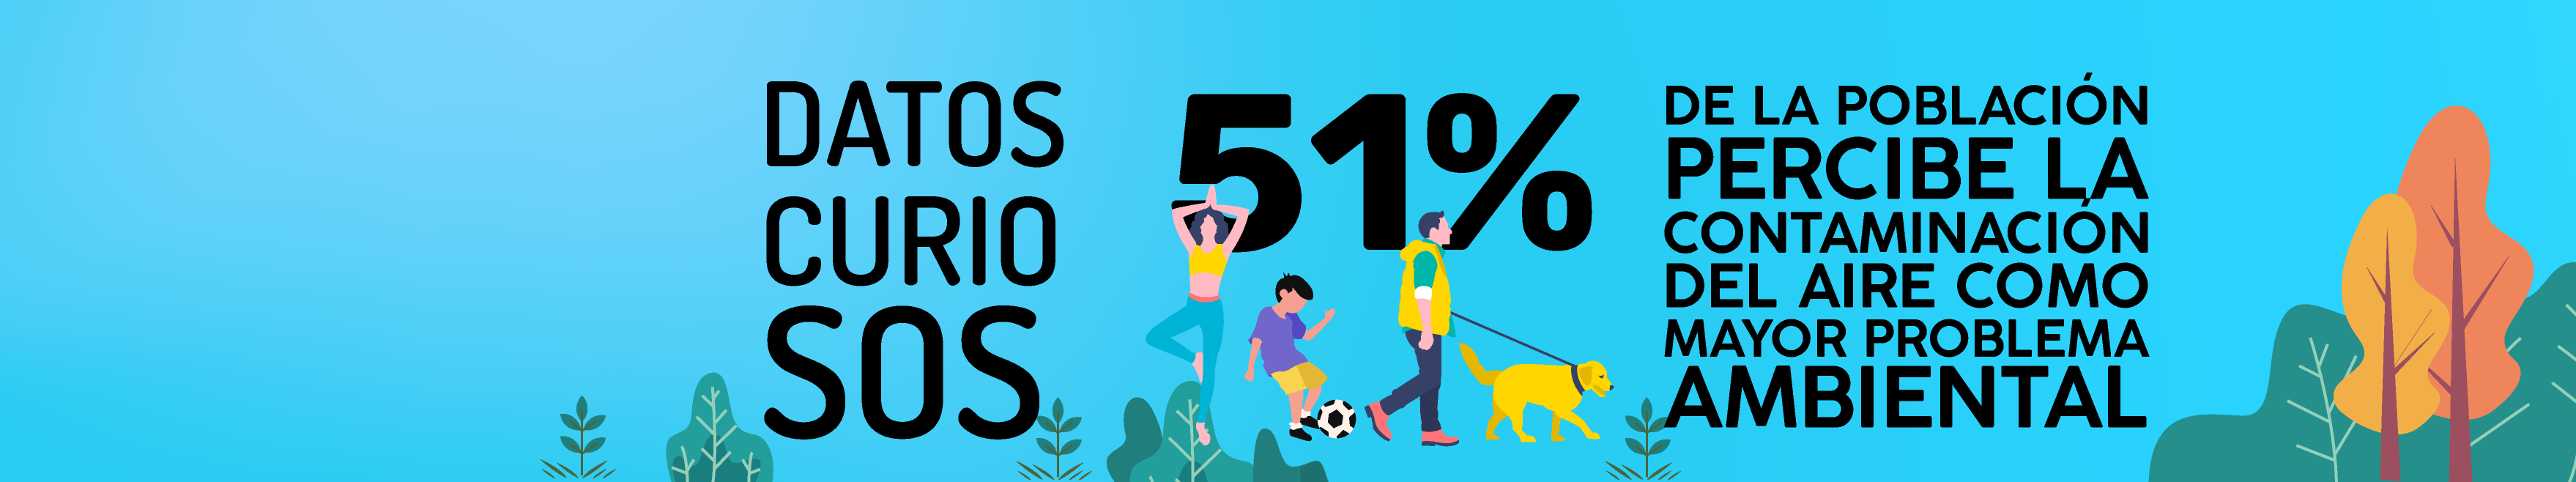 DATOS
CURIO
SOS
51%
DE LA POBLACIÓN
PERCIBE LA
CONTAMINACIÓN
DEL AIRE COMO
MAYOR PROBLEMA
AMBIENTAL